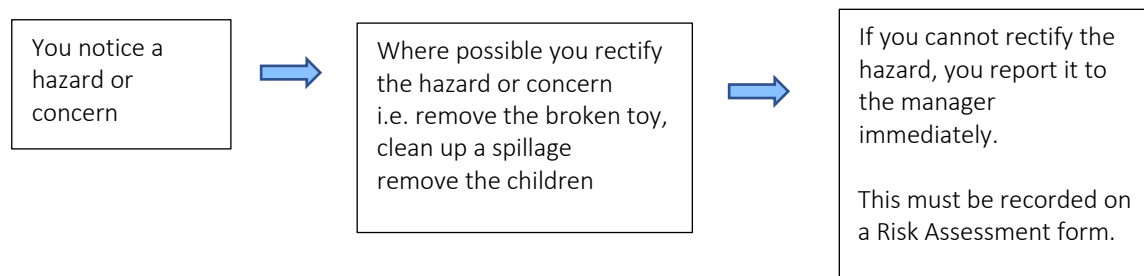 You notice a
hazard or
concern
Where possible you rectify
the hazard or concern
i.e. remove the broken toy,
clean up a spillage
remove the children
If you cannot rectify the
hazard, you report it to
the manager
immediately.
This must be recorded on
a Risk Assessment form.